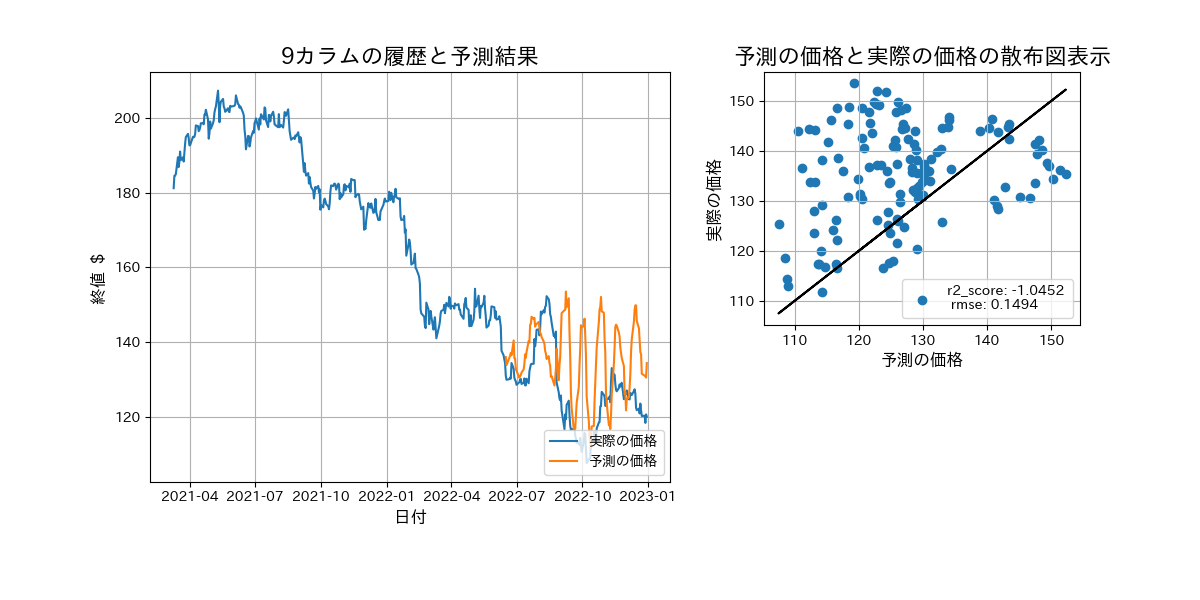 9カラムの履歴と予測結果
200
180
160
140
120
終値 $
2021-04 2021-07 2021-10 2022-01 2022-04 2022-07 2022-10 2023-01
日付
実際の価格
予測の価格
予測の価格と実際の価格の散布図表示
150
140
130
120
110
実際の価格
r2_score: -1.0452
rmse: 0.1494
110 120 130 140 150
予測の価格